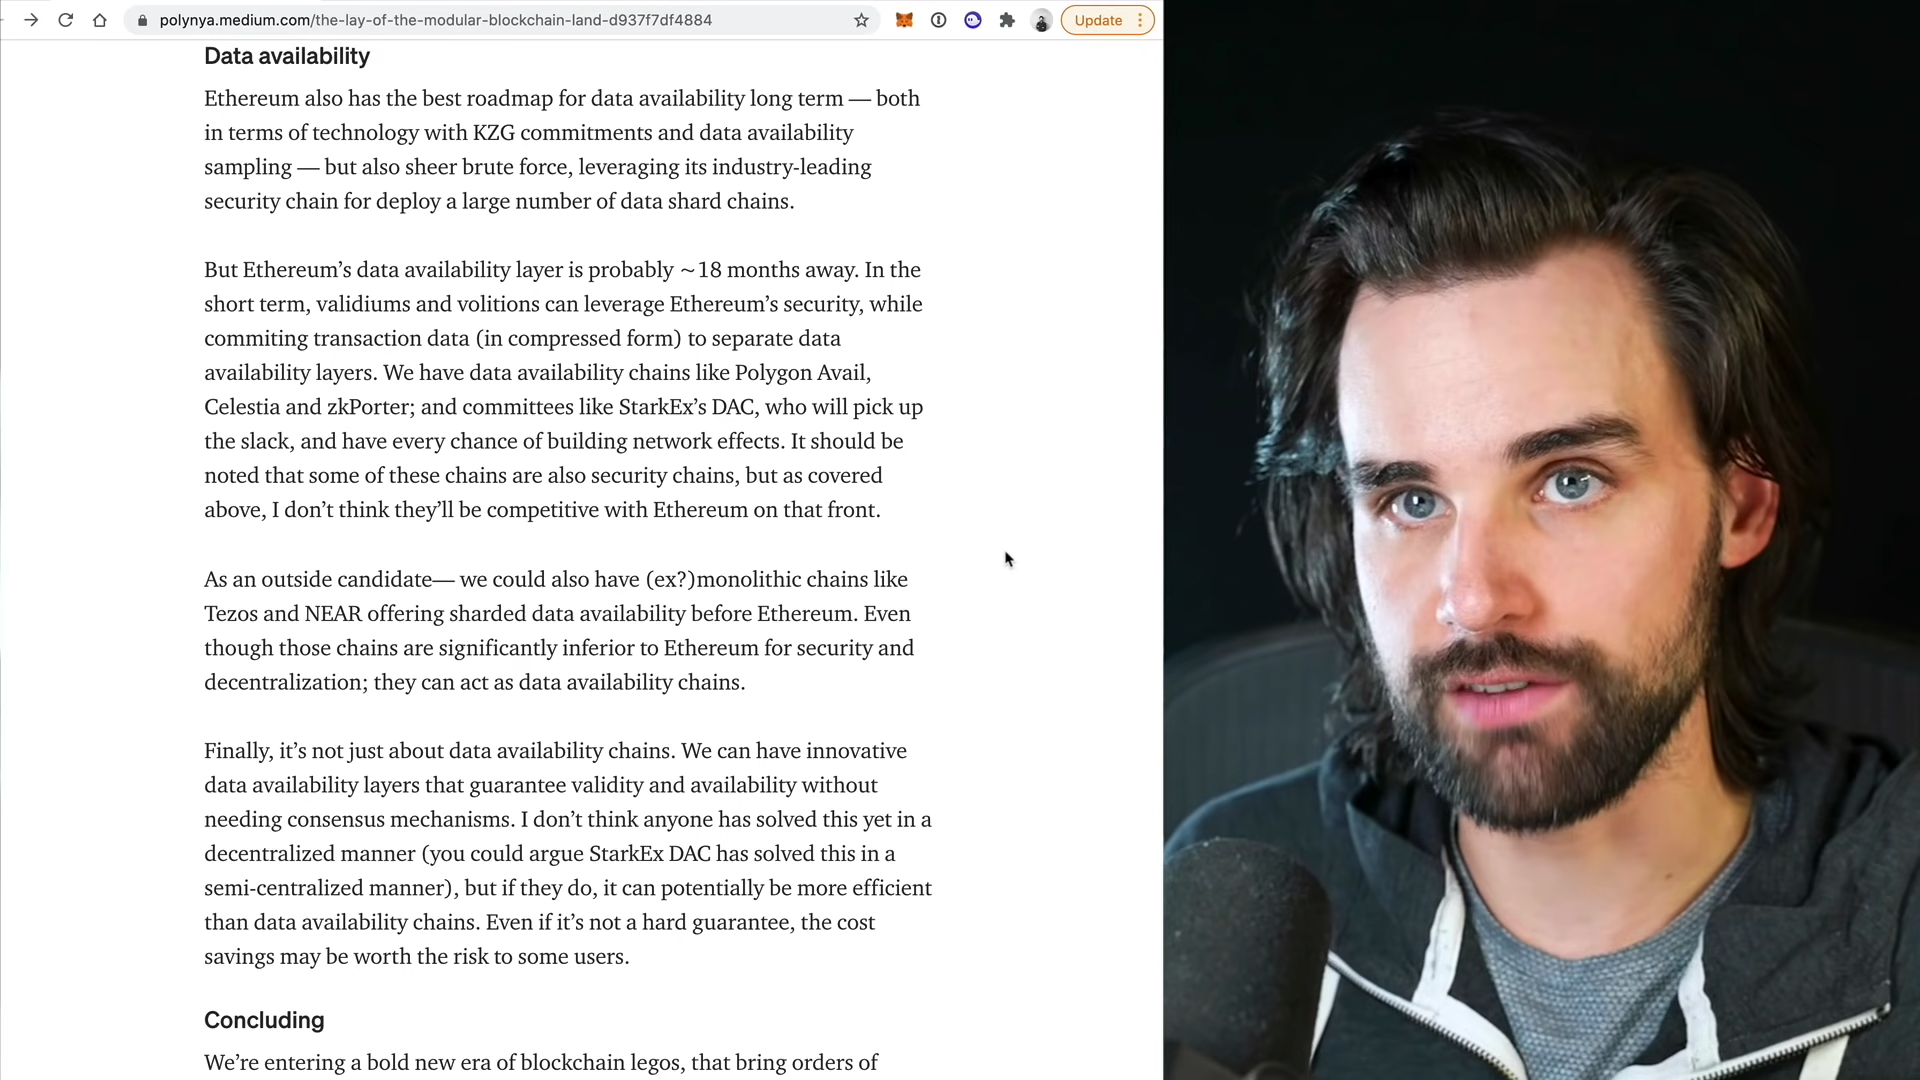 polynya.medium.com/the-lay-of-the-modular-blockchain-land-d937f7df4884
Update
Data availability
Ethereum also has the best roadmap for data availability long term — both
in terms of technology with KZG commitments and data availability
sampling — but also sheer brute force, leveraging its industry-leading
security chain for deploy a large number of data shard chains.
But Ethereum’s data availability layer is probably ~18 months away. In the
short term, validiums and volitions can leverage Ethereum’s security, while
commiting transaction data (in compressed form) to separate data
availability layers. We have data availability chains like Polygon Avail,
Celestia and zkPorter; and committees like StarkEx’s DAC, who will pick up
the slack, and have every chance of building network effects. It should be
noted that some of these chains are also security chains, but as covered
above, I don’t think they’ll be competitive with Ethereum on that front.
As an outside candidate— we could also have (ex?)monolithic chains like
Tezos and NEAR offering sharded data availability before Ethereum. Even
though those chains are significantly inferior to Ethereum for security and
decentralization; they can act as data availability chains.
Finally, it’s not just about data availability chains. We can have innovative
data availability layers that guarantee validity and availability without
needing consensus mechanisms. I don’t think anyone has solved this yet in a
decentralized manner (you could argue StarkEx DAC has solved this in a
semi-centralized manner), but if they do, it can potentially be more efficient
than data availability chains. Even if it’s not a hard guarantee, the cost
savings may be worth the risk to some users.
Concluding
We’re entering a bold new era of blockchain legos, that bring orders of